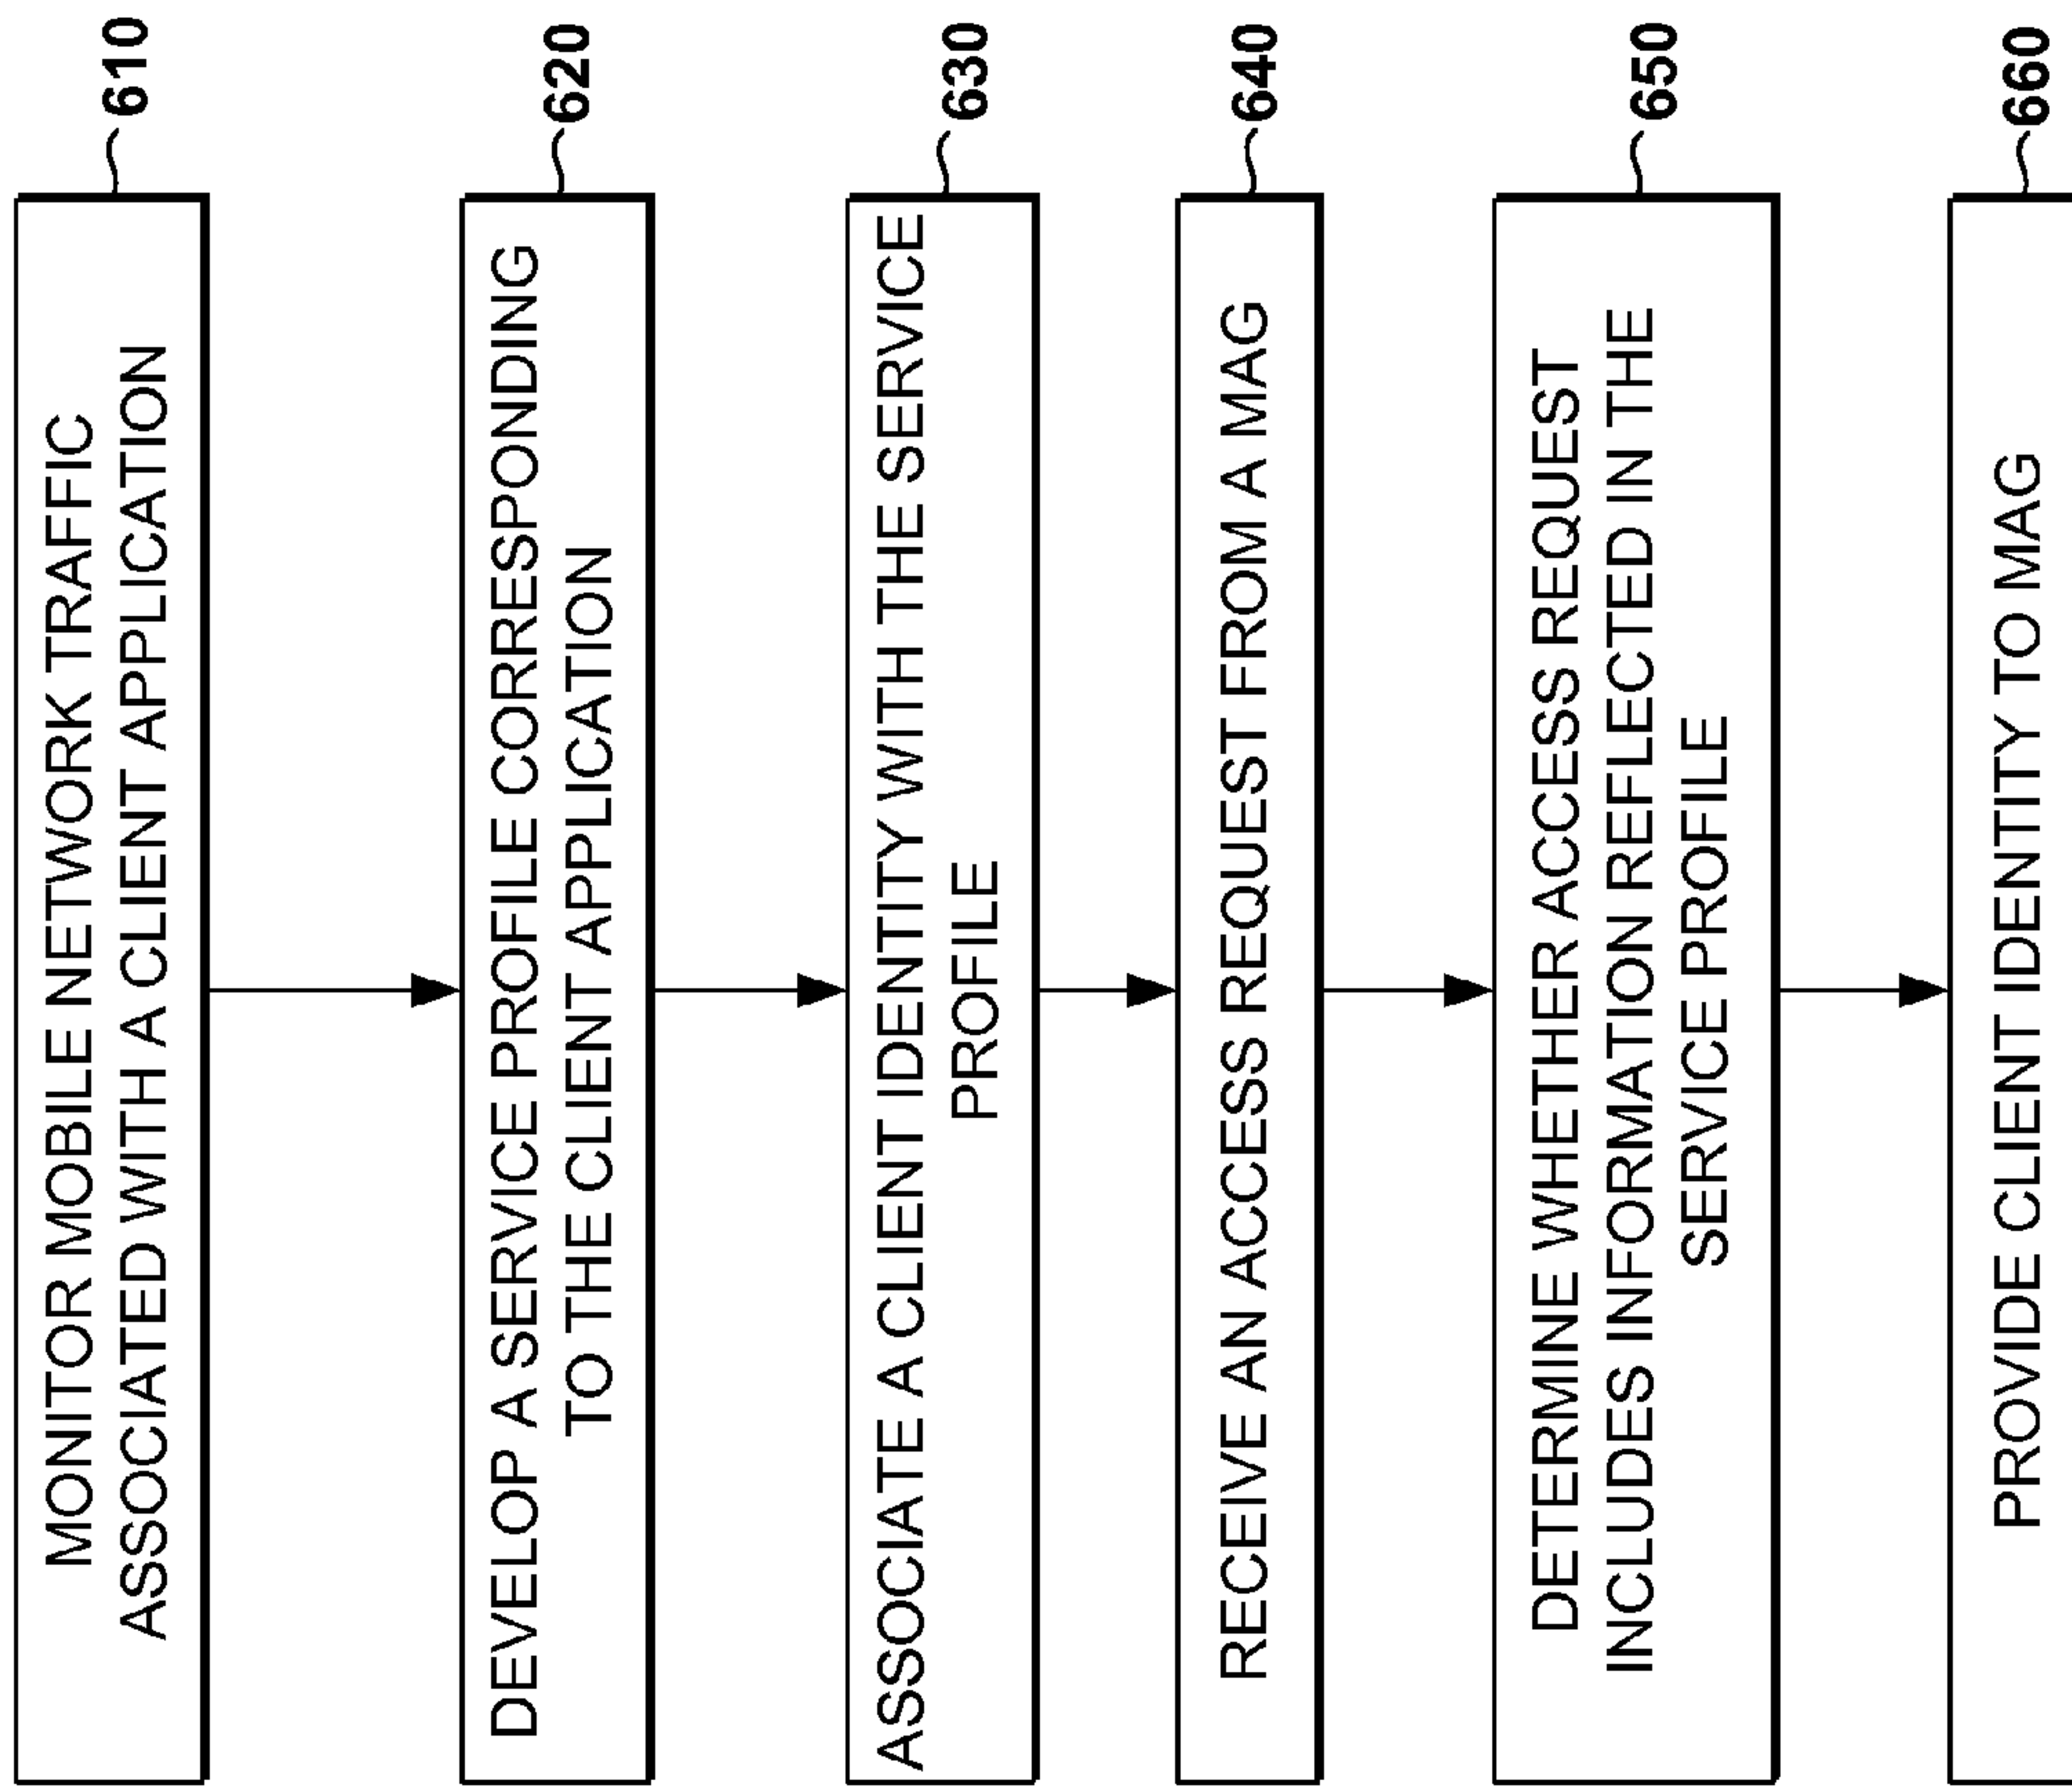 MONITOR MOBILE NETWORK TRAFFIC
ASSOCIATED WITH A CLIENT APPLICATION
610
DEVELOP A SERVICE PROFILE CORRESPONDING
TO THE CLIENT APPLICATION
620
ASSOCIATE A CLIENT IDENTITY WITH THE SERVICE
PROFILE
630
RECEIVE AN ACCESS REQUEST FROM A MAG
640
DETERMINE WHETHER ACCESS REQUEST
INCLUDES INFORMATION REFLECTED IN THE
SERVICE PROFILE
650
PROVIDE CLIENT IDENTITY TO MAG
660